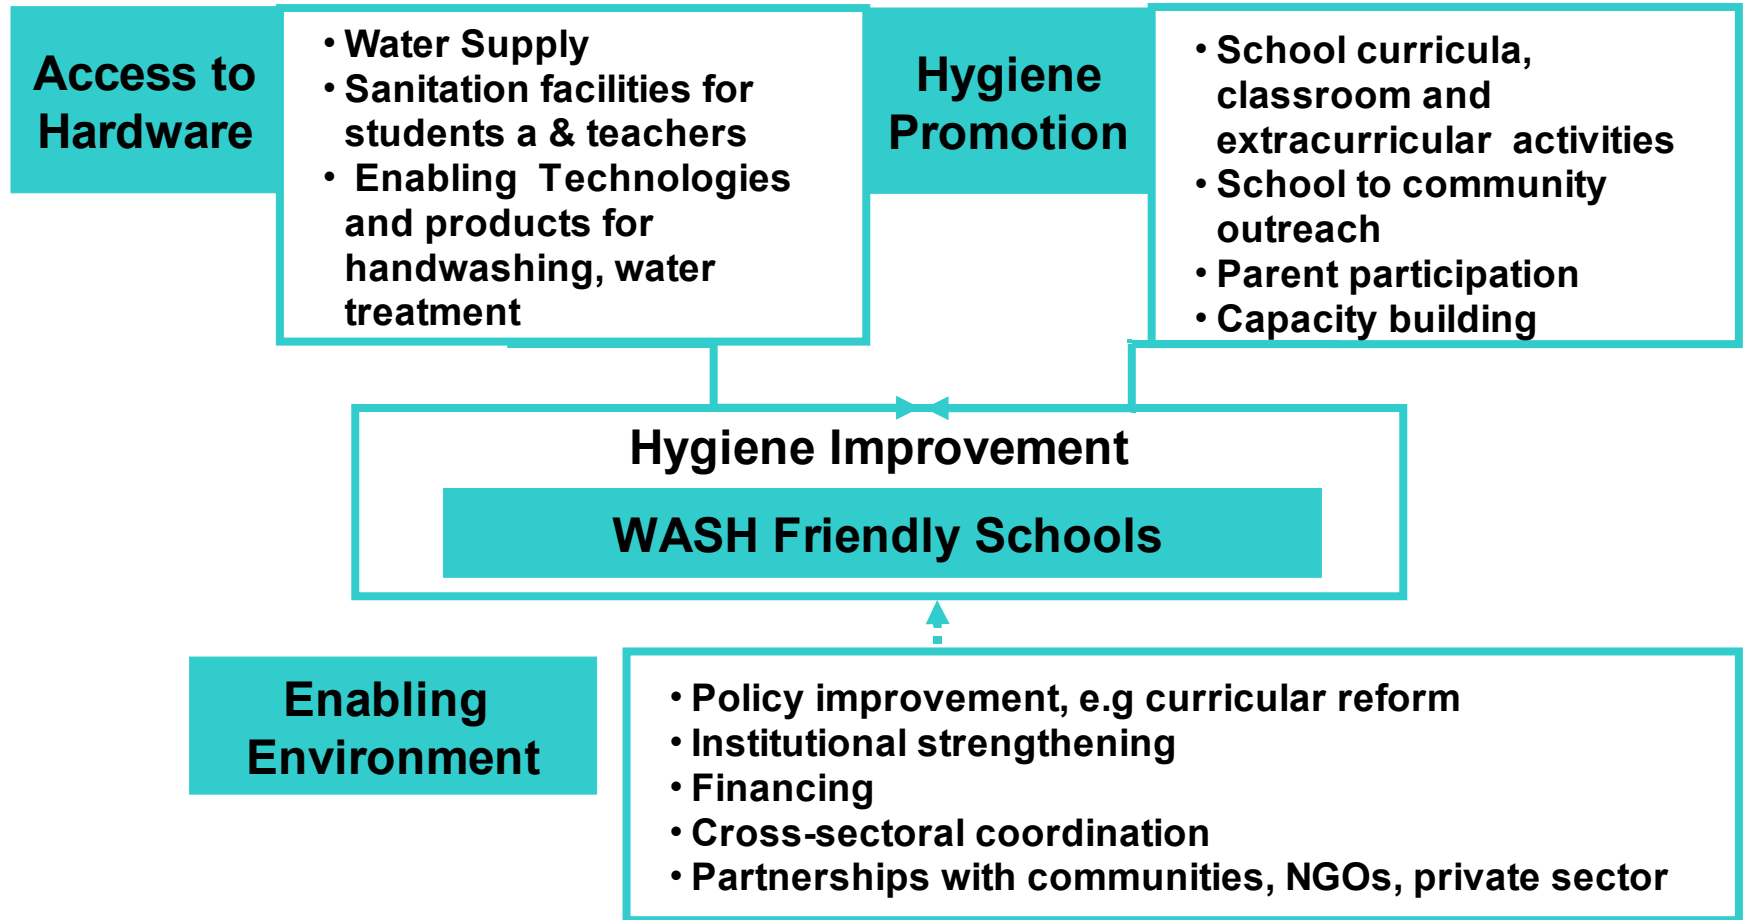 Access to
Hardware
• Water Supply
• Sanitation facilities for
students a & teachers
• Enabling Technologies
and products for
handwashing, water
treatment
Hygiene
Promotion
• School curricula,
classroom and
extracurricular activities
• School to community
outreach
• Parent participation
• Capacity building
Hygiene Improvement
WASH Friendly Schools
Enabling
Environment
• Policy improvement, e.g curricular reform
• Institutional strengthening
• Financing
• Cross-sectoral coordination
• Partnerships with communities, NGOs, private sector